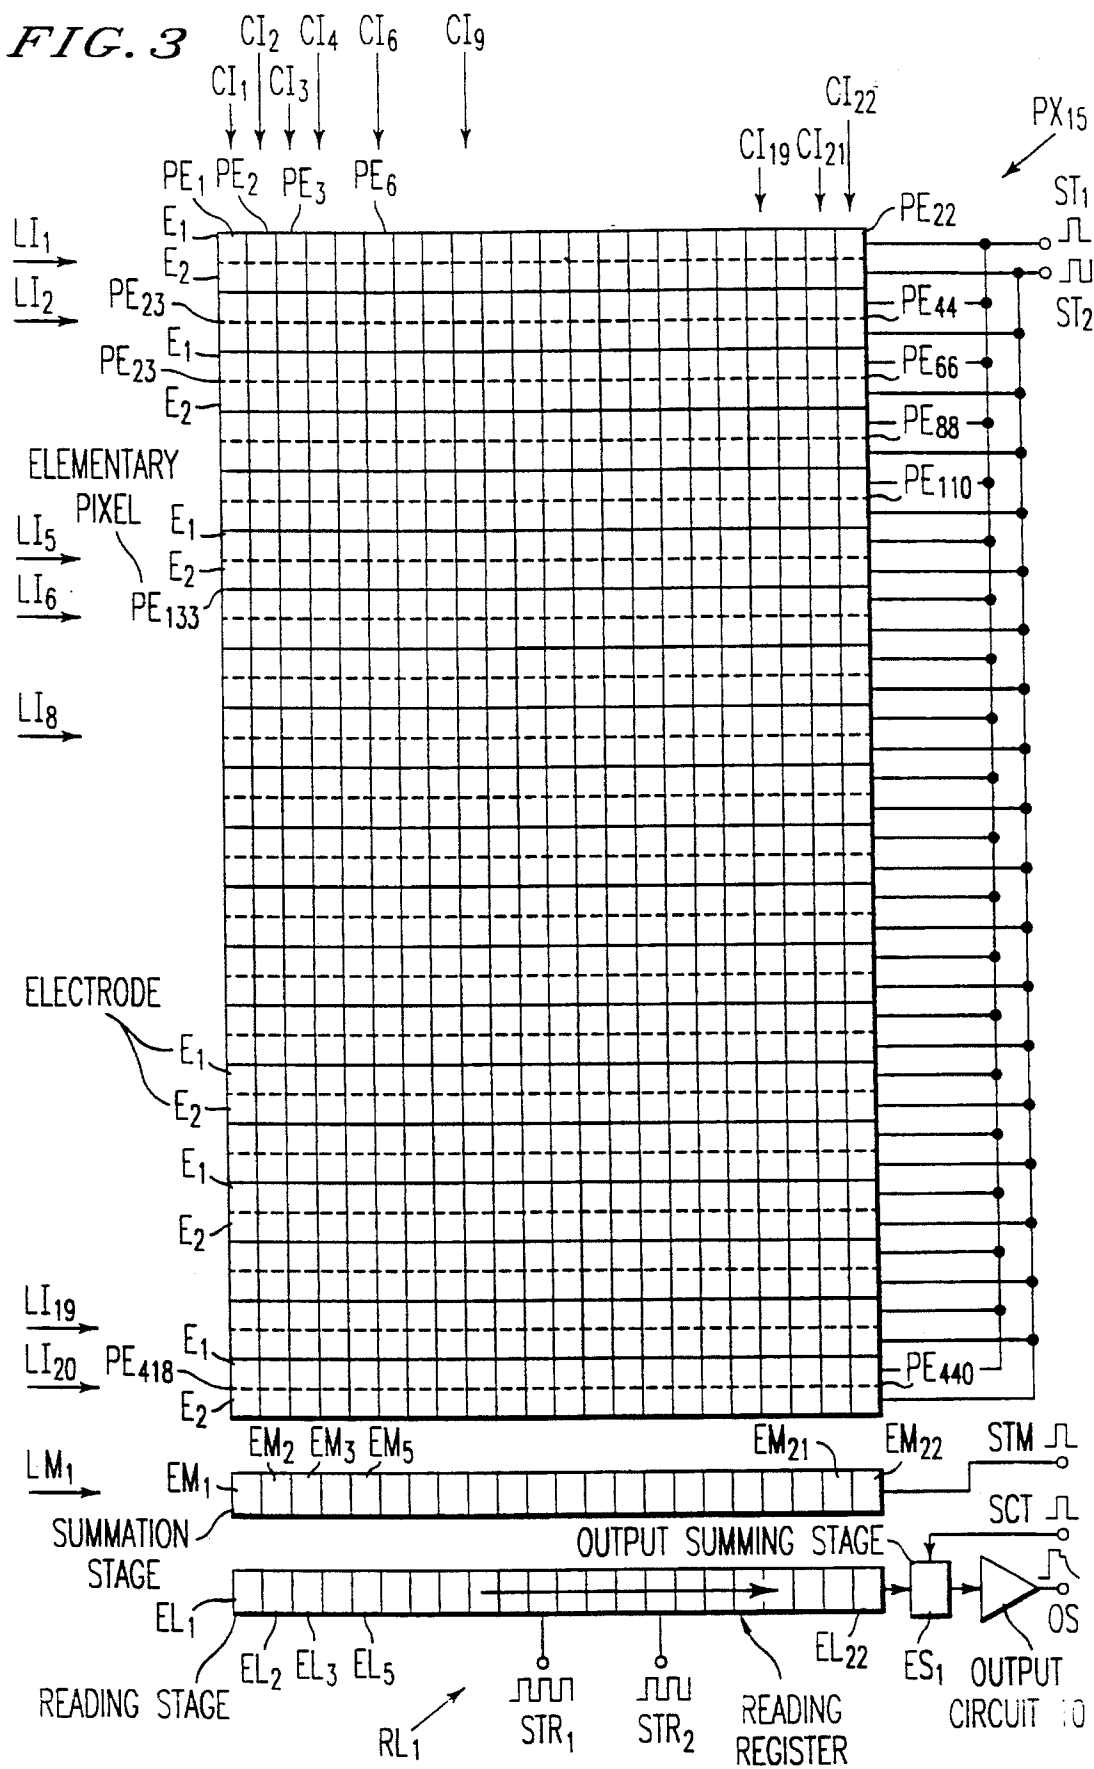 FIG. 3
CI2 CI4 CI6 CI9
CI1 CI3
CI22
CI19 CI21
PX15
PE1 PE2 PE3 PE6
PE22
ST1
LI1
E1
E2
LI2
PE23
PE44
ST2
E1
PE23
PE66
E2
PE88
ELEMENTARY
PIXEL
PE110
E1
LI5
E2
LI6
PE133
LI8
ELECTRODE
E1
E2
E1
E2
LI19
E1
LI20
PE418
PE440
E2
EM2 EM3 EM5
EM21 EM22
STM
LM1
EM1
SCT
SUMMATION
STAGE
OUTPUT SUMMING STAGE
EL1
OS
EL2 EL3 EL5
EL22
ES1
OUTPUT
CIRCUIT 10
READING STAGE
RL1
STR1
STR2
READING
REGISTER